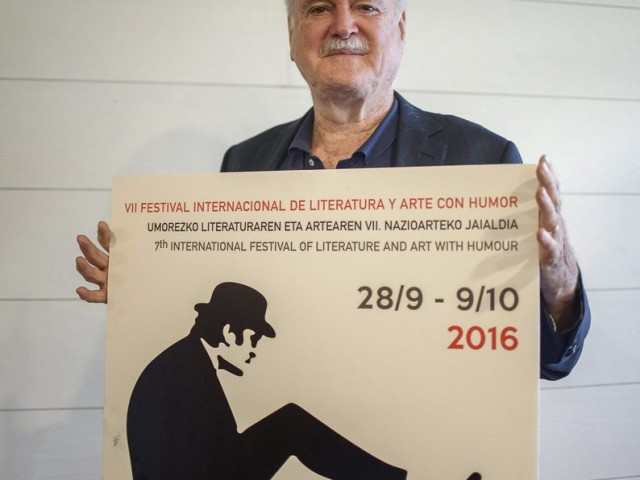 VII FESTIVAL INTERNACIONAL DE LITERATURA Y ARTE CON HUMOR
UMOREZKO LITERATURAREN ETA ARTEAREN VII. NAZIOARTEKO JAIALDIA
7th INTERNATIONAL FESTIVAL OF LITERATURE AND ART WITH HUMOUR
28/9 - 9/10
2016